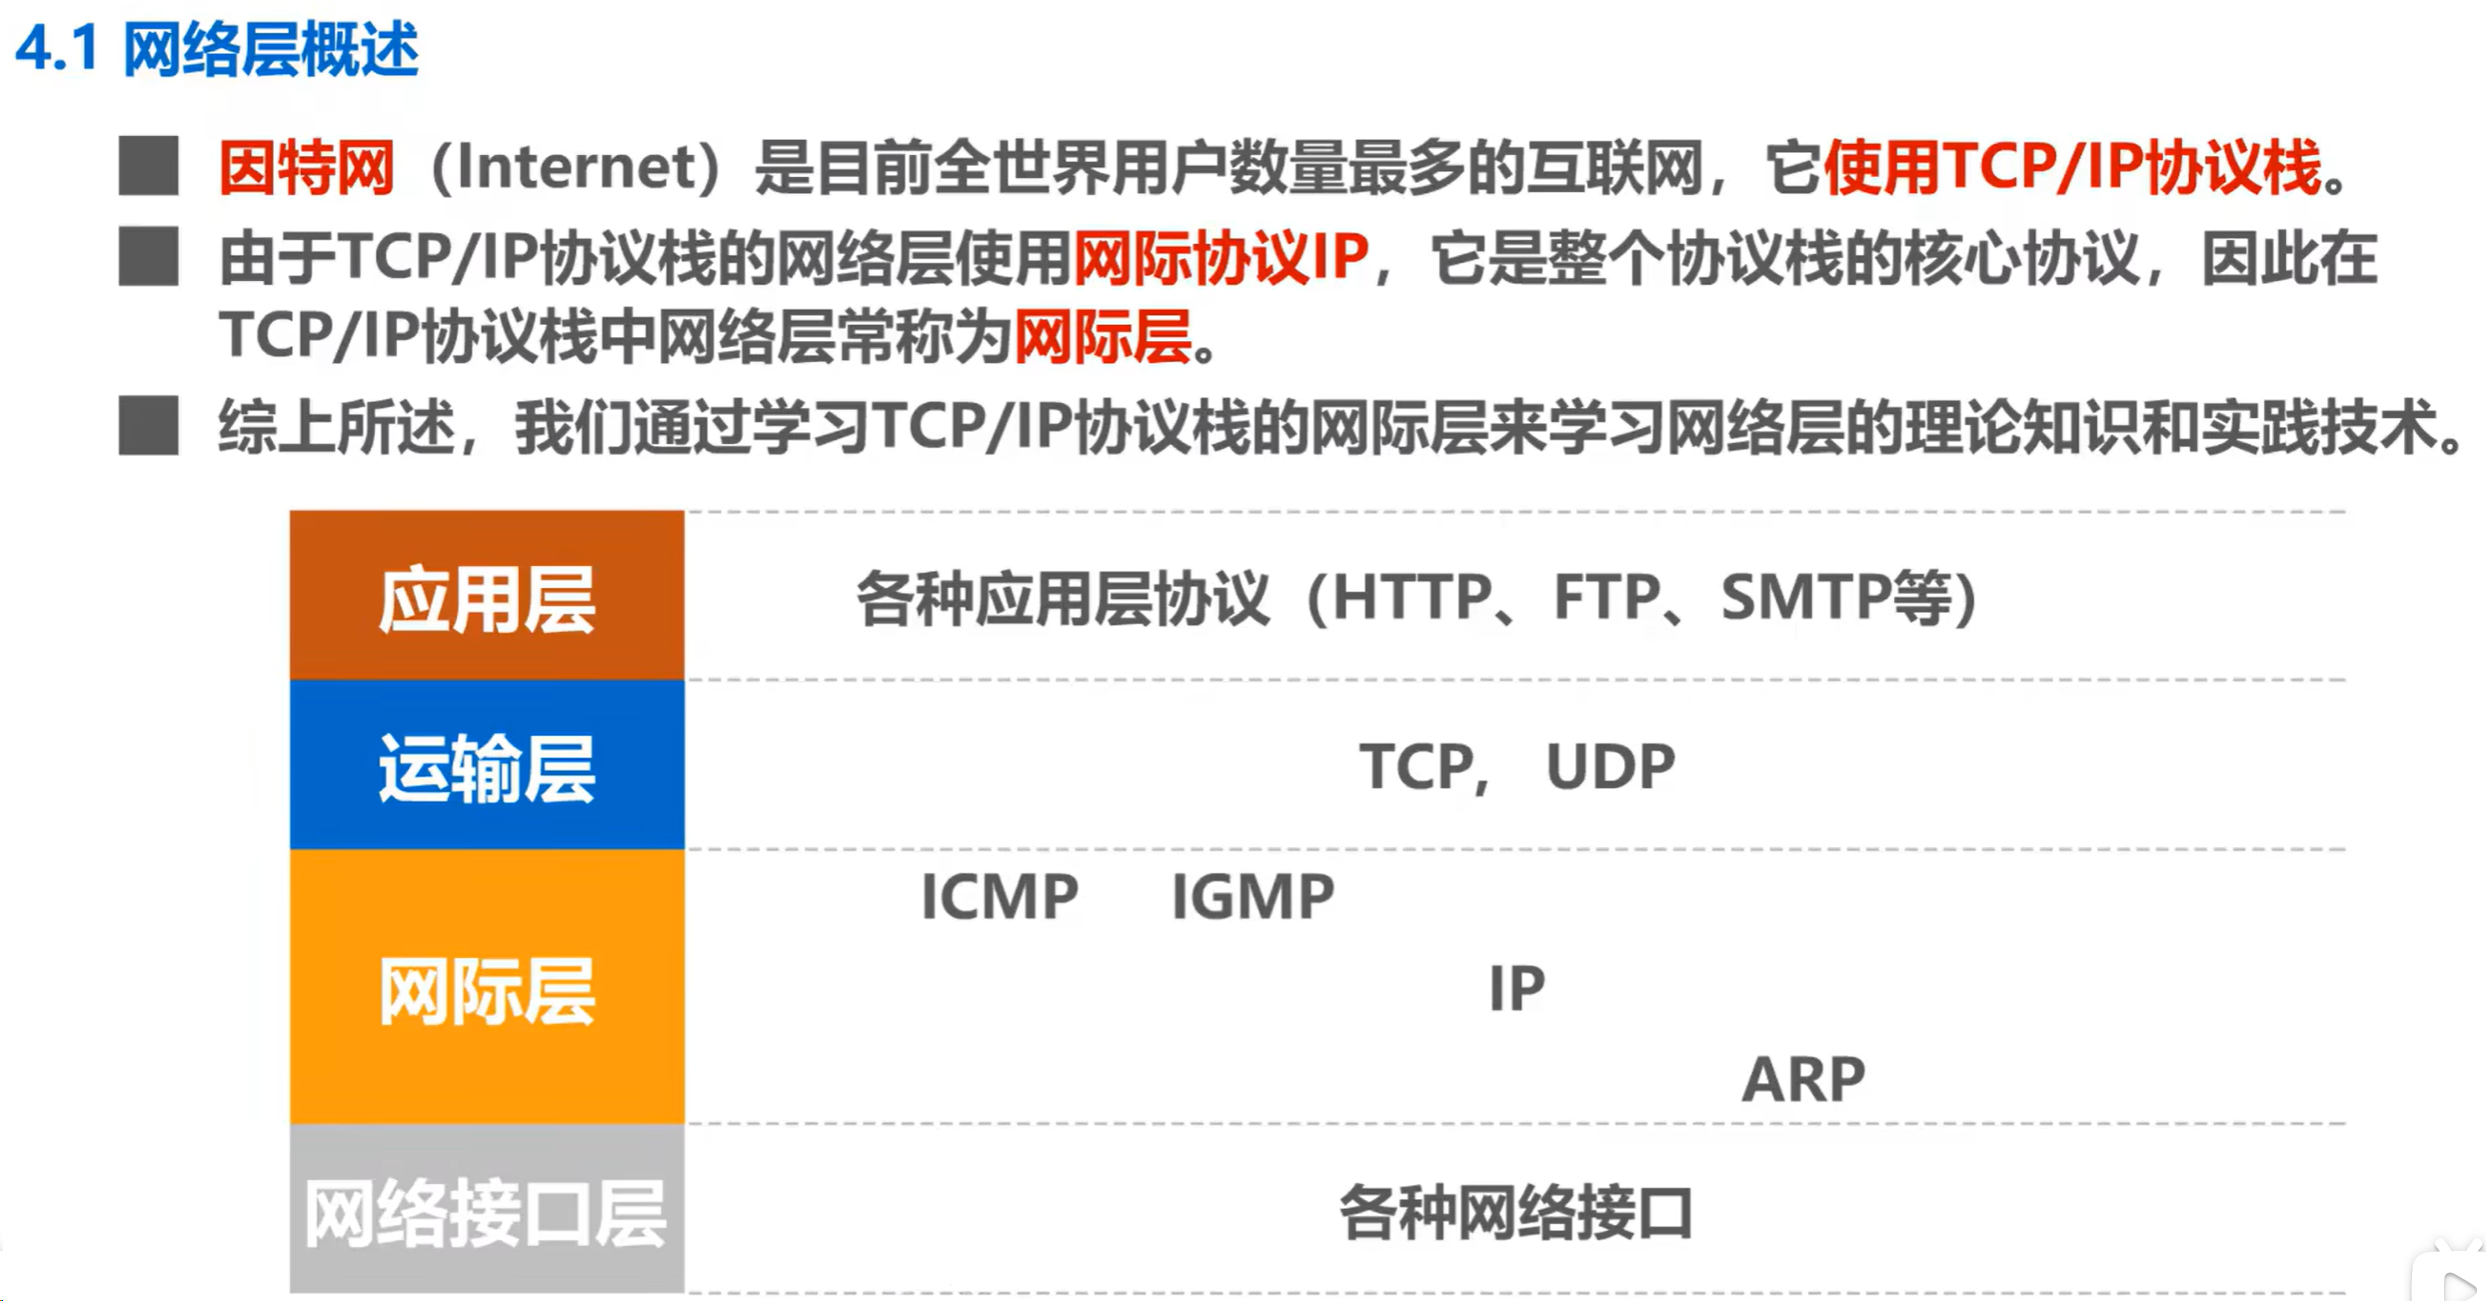 4.1 网络层概述
因特网（Internet）是目前全世界用户数量最多的互联网，它使用TCP/IP协议栈。
由于TCP/IP协议栈的网络层使用网际协议IP，它是整个协议栈的核心协议，因此在
TCP/IP协议栈中网络层常称为网际层。
综上所述，我们通过学习TCP/IP协议栈的网际层来学习网络层的理论知识和实践技术。
应用层
各种应用层协议（HTTP、FTP、SMTP等）
运输层
TCP, UDP
网际层
ICMP IGMP
IP
ARP
网络接口层
各种网络接口